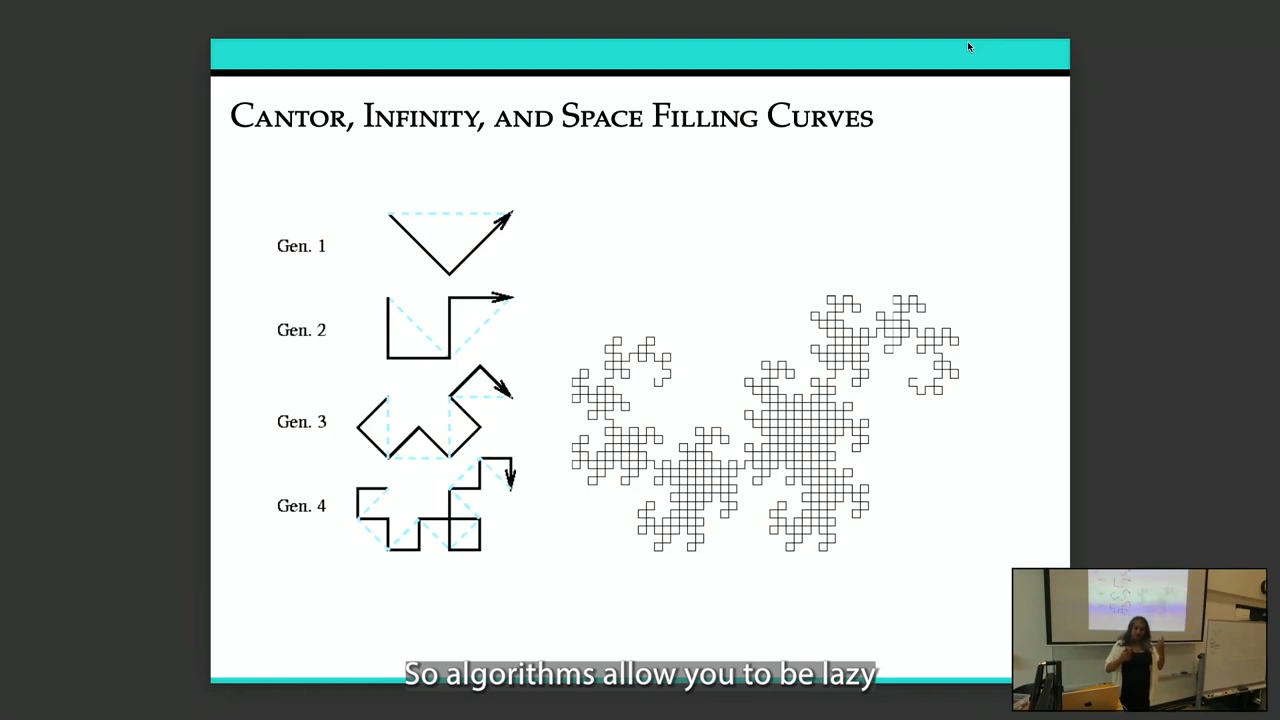 Cantor, Infinity, and Space Filling Curves
Gen. 1
Gen. 2
Gen. 3
Gen. 4
So algorithms allow you to be lazy